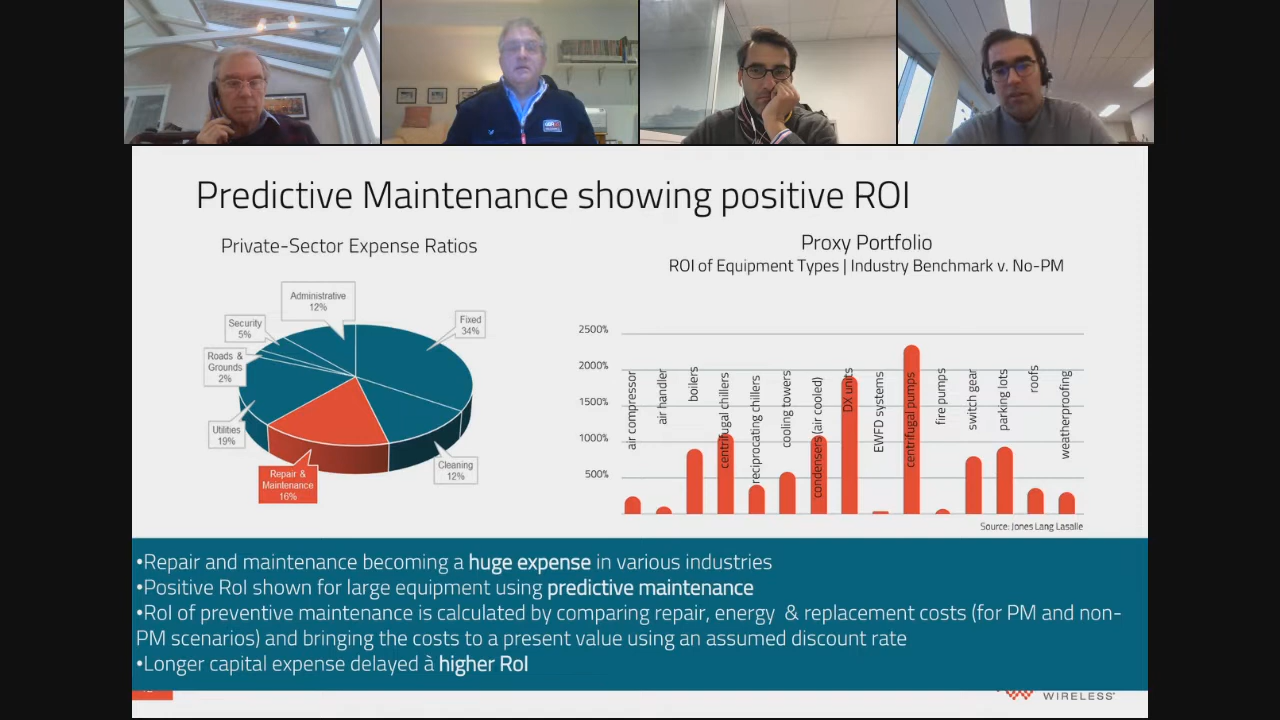 Predictive Maintenance showing positive ROI
Private-Sector Expense Ratios
Administrative
12%
Fixed
34%
Security
5%
Roads &
Grounds
2%
Utilities
19%
Repair &
Maintenance
16%
Cleaning
12%
Proxy Portfolio
ROI of Equipment Types | Industry Benchmark v. No-PM
2500%
2000%
1500%
1000%
500%
air compressor
air handler
boilers
centrifugal chillers
reciprocating chillers
cooling towers
condensers (air cooled)
DX units
EWFD systems
centrifugal pumps
fire pumps
switch gear
parking lots
roofs
weatherproofing
Source: Jones Lang Lasalle
•Repair and maintenance becoming a huge expense in various industries
•Positive RoI shown for large equipment using predictive maintenance
•RoI of preventive maintenance is calculated by comparing repair, energy & replacement costs (for PM and non-
PM scenarios) and bringing the costs to a present value using an assumed discount rate
•Longer capital expense delayed à higher RoI
WIRELESS